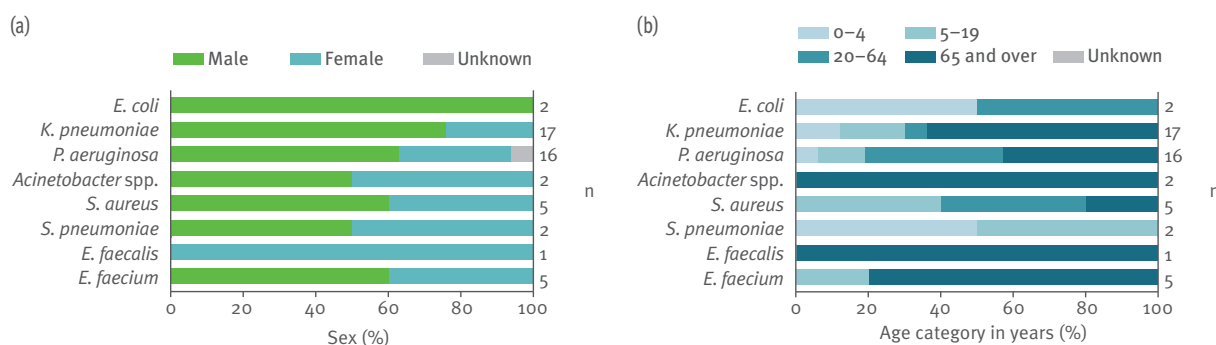 (a)
Male Female Unknown
E. coli 2
K. pneumoniae 17
P. aeruginosa 16
Acinetobacter spp. 2
S. aureus 5
S. pneumoniae 2
E. faecalis 1
E. faecium 5
n
0 20 40 60 80 100
Sex (%)
(b)
0–4 5–19
20–64 65 and over Unknown
E. coli 2
K. pneumoniae 17
P. aeruginosa 16
Acinetobacter spp. 2
S. aureus 5
S. pneumoniae 2
E. faecalis 1
E. faecium 5
n
0 20 40 60 80 100
Age category in years (%)